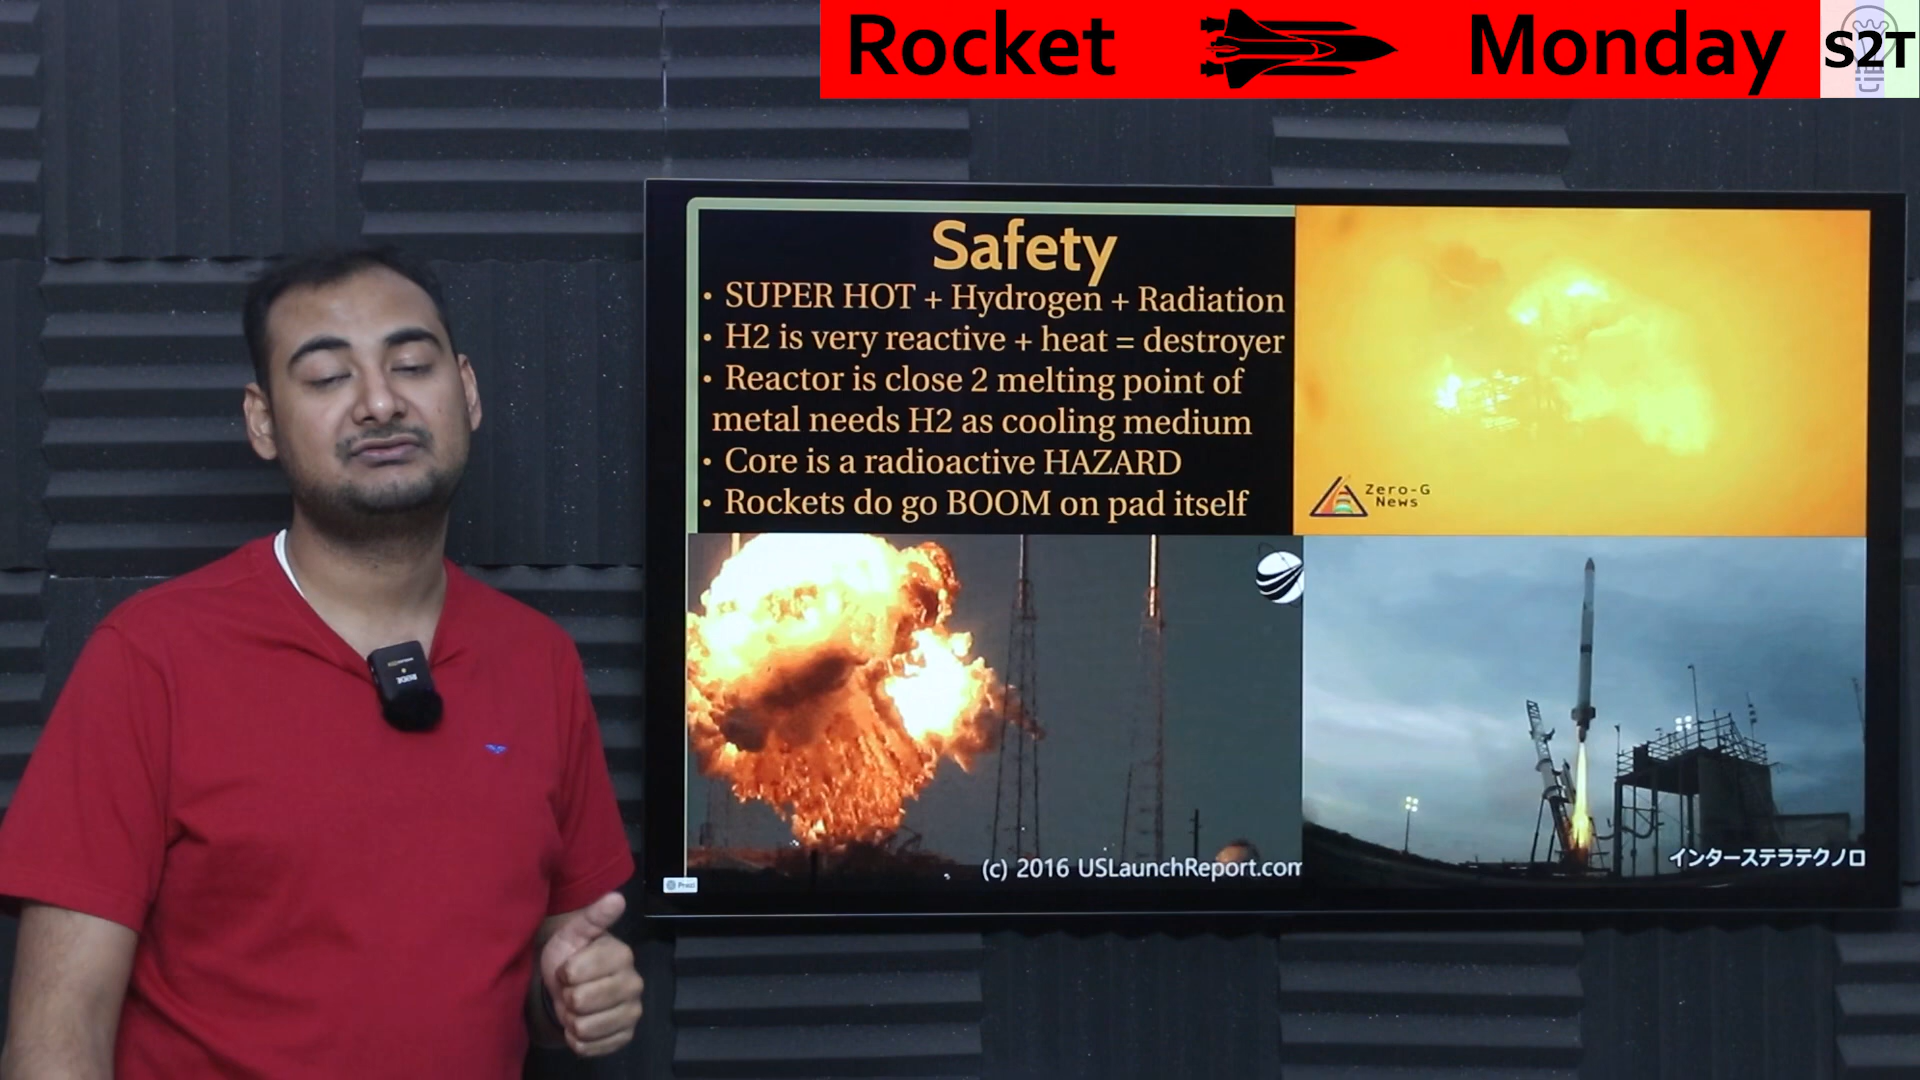 Rocket Monday
S2T
Safety
• SUPER HOT + Hydrogen + Radiation
• H2 is very reactive + heat = destroyer
• Reactor is close 2 melting point of
metal needs H2 as cooling medium
• Core is a radioactive HAZARD
• Rockets do go BOOM on pad itself
Zero-G
News
(c) 2016 USLaunchReport.com
インターステラテクノロ
Prezi
RODE